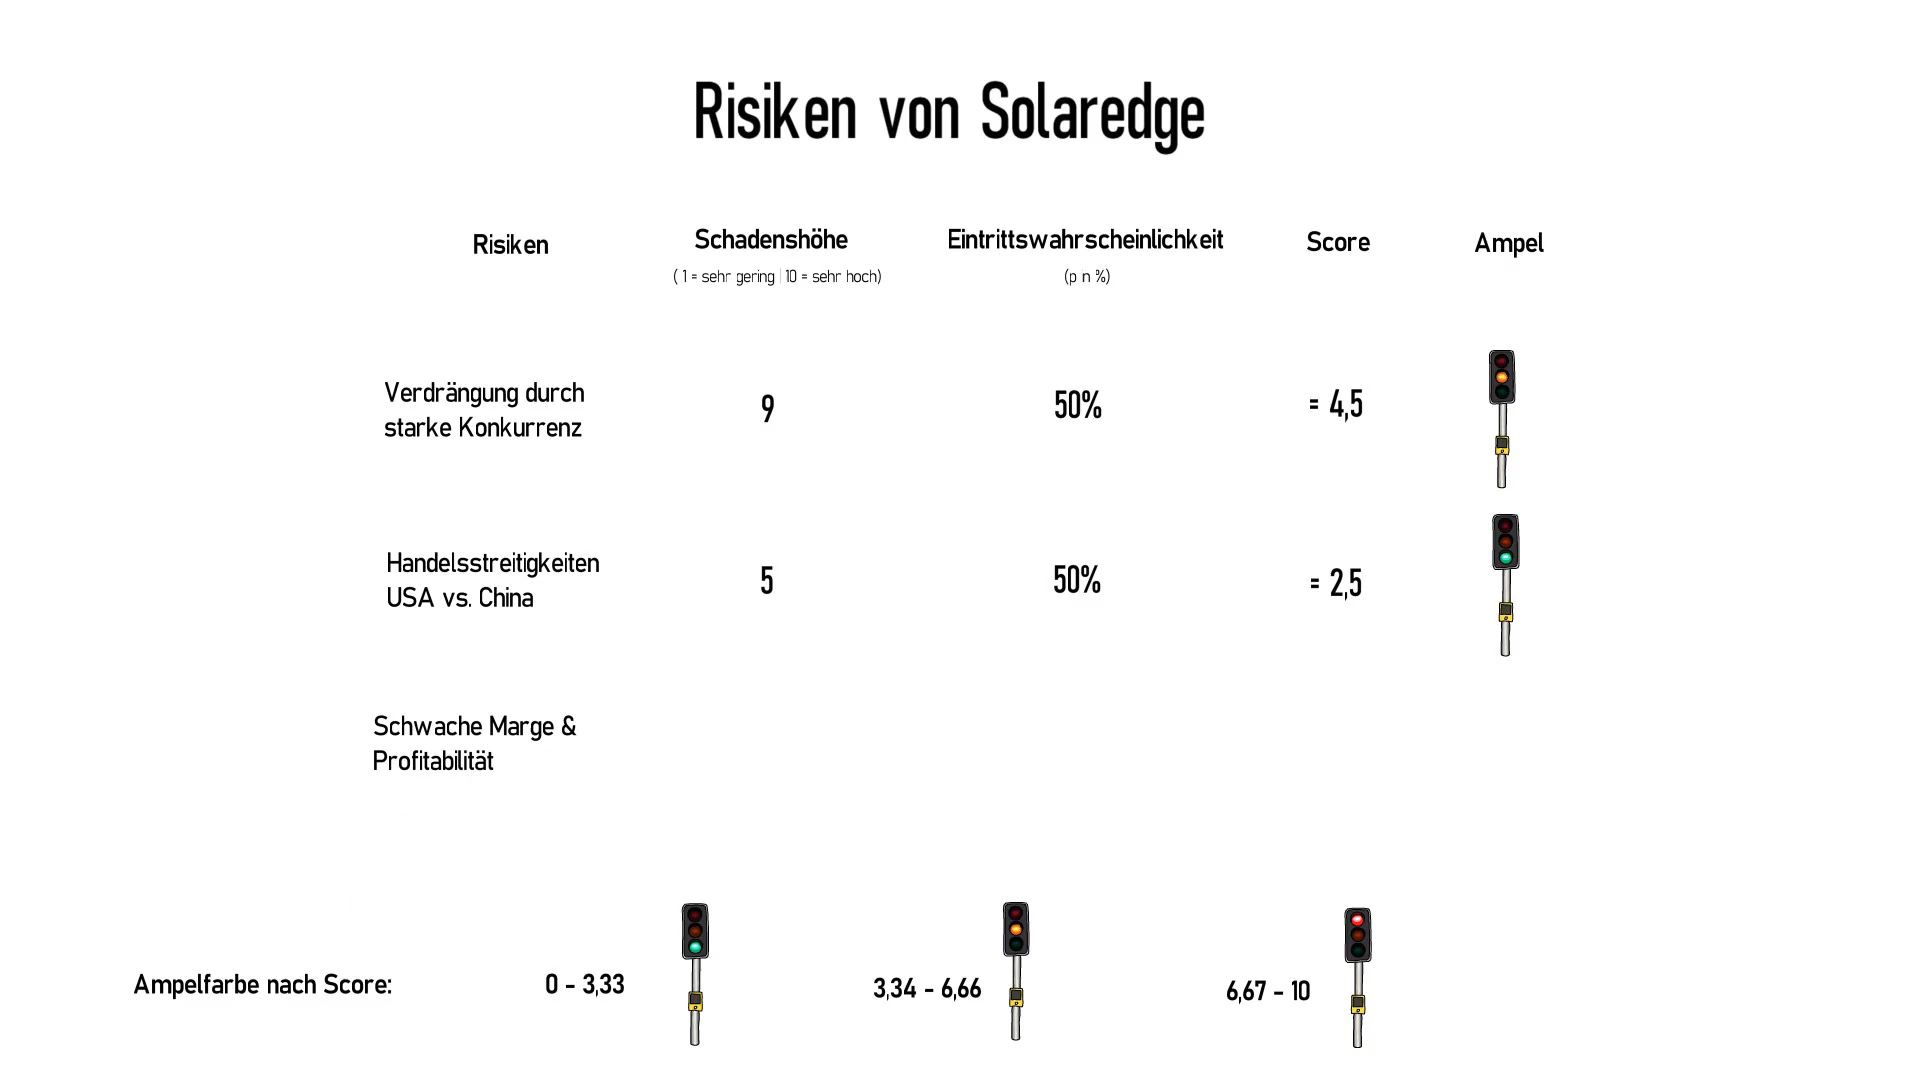 Risiken von Solaredge
Risiken
Schadenshöhe
( 1 = sehr gering | 10 = sehr hoch)
Eintrittswahrscheinlichkeit
(p n %)
Score
Ampel
Verdrängung durch
starke Konkurrenz
9
50%
= 4,5
Handelsstreitigkeiten
USA vs. China
5
50%
= 2,5
Schwache Marge &
Profitabilität
Ampelfarbe nach Score:
0 - 3,33
3,34 - 6,66
6,67 - 10